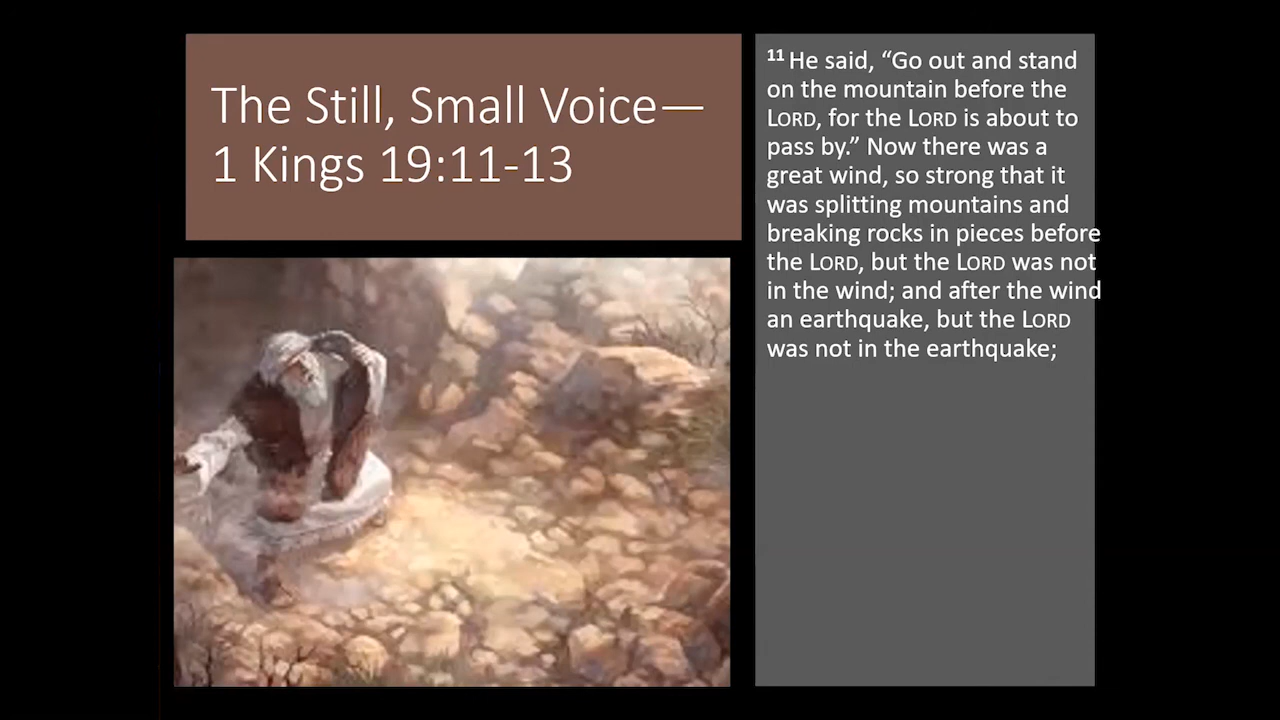 The Still, Small Voice—
1 Kings 19:11-13
11 He said, “Go out and stand
on the mountain before the
LORD, for the LORD is about to
pass by.” Now there was a
great wind, so strong that it
was splitting mountains and
breaking rocks in pieces before
the LORD, but the LORD was not
in the wind; and after the wind
an earthquake, but the LORD
was not in the earthquake;